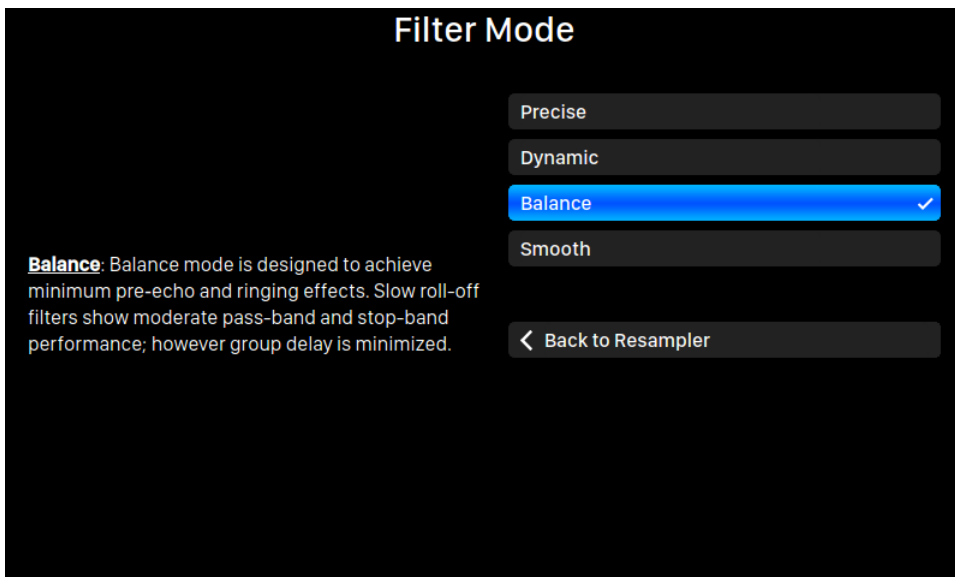 Filter Mode
Precise
Dynamic
Balance
Smooth
Balance: Balance mode is designed to achieve
minimum pre-echo and ringing effects. Slow roll-off
filters show moderate pass-band and stop-band
performance; however group delay is minimized.
Back to Resampler